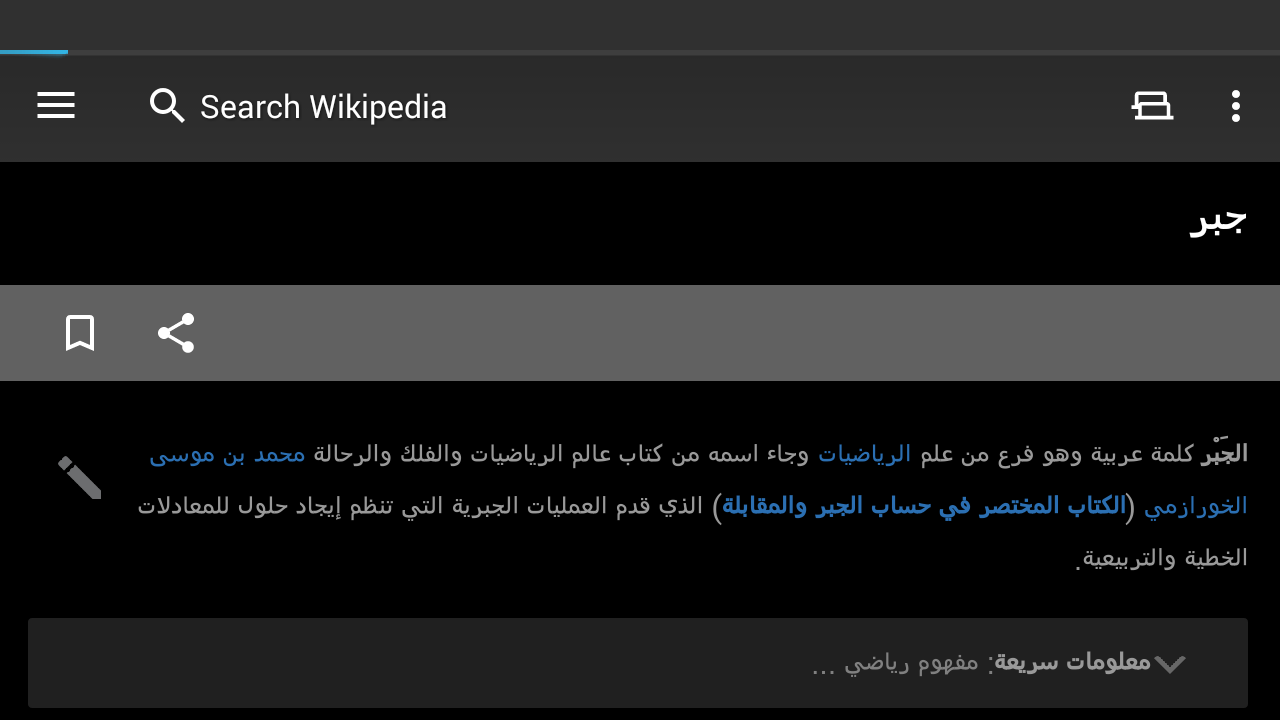 Search Wikipedia
جبر
الجَبْر كلمة عربية وهو فرع من علم الرياضيات وجاء اسمه من كتاب عالم الرياضيات والفلك والرحالة محمد بن موسى
الخورازمي (الكتاب المختصر في حساب الجبر والمقابلة) الذي قدم العمليات الجبرية التي تنظم إيجاد حلول للمعادلات
الخطية والتربيعية.
معلومات سريعة: مفهوم رياضي ...